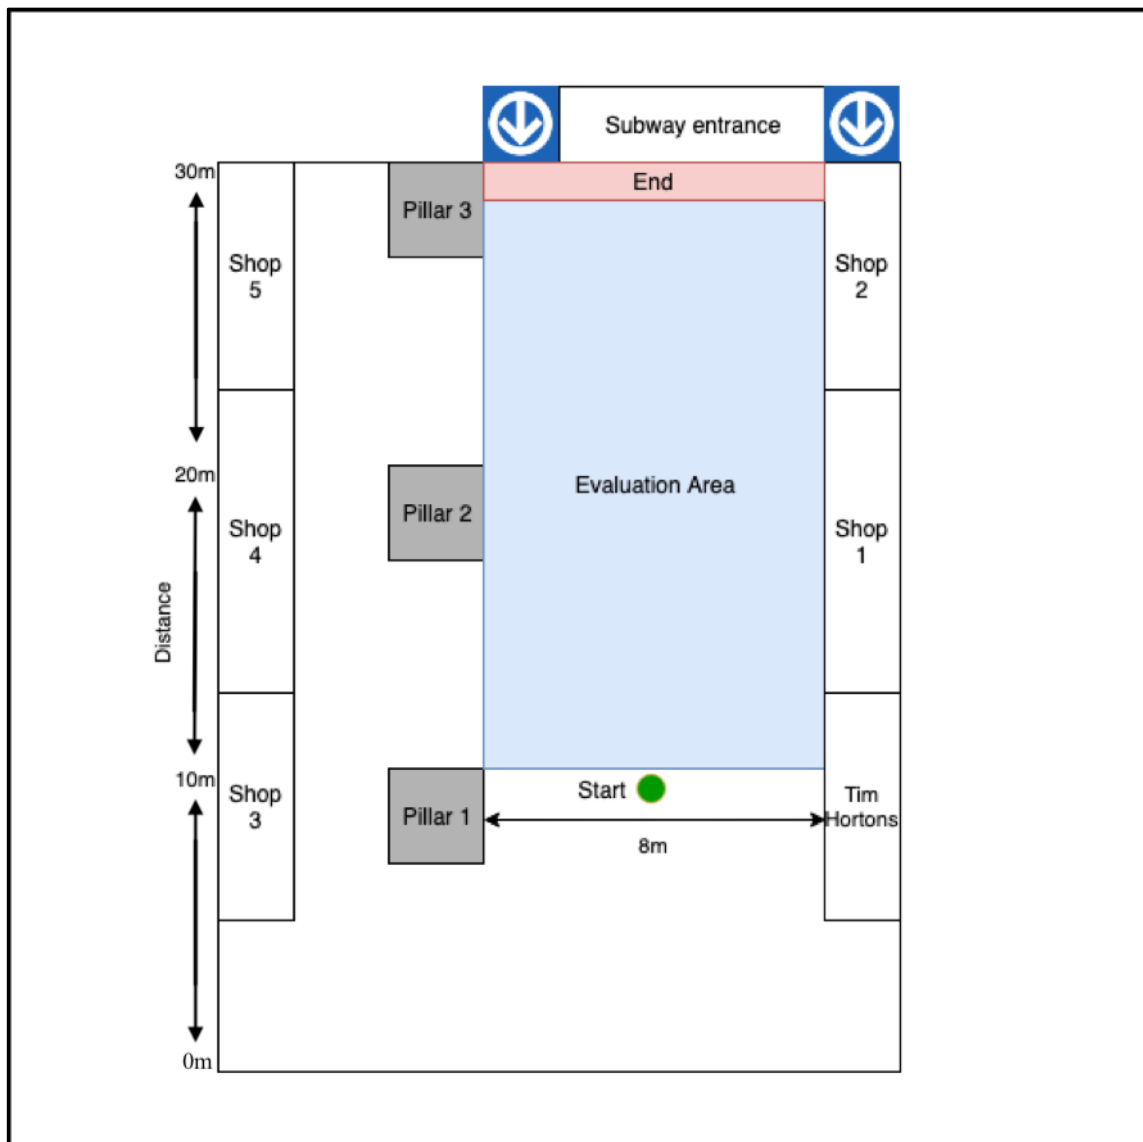 Subway entrance
30m
End
Pillar 3
Shop
5
Shop
2
20m
Evaluation Area
Pillar 2
Shop
4
Shop
1
Distance
10m
Start
Shop
3
Pillar 1
Tim
Hortons
8m
0m